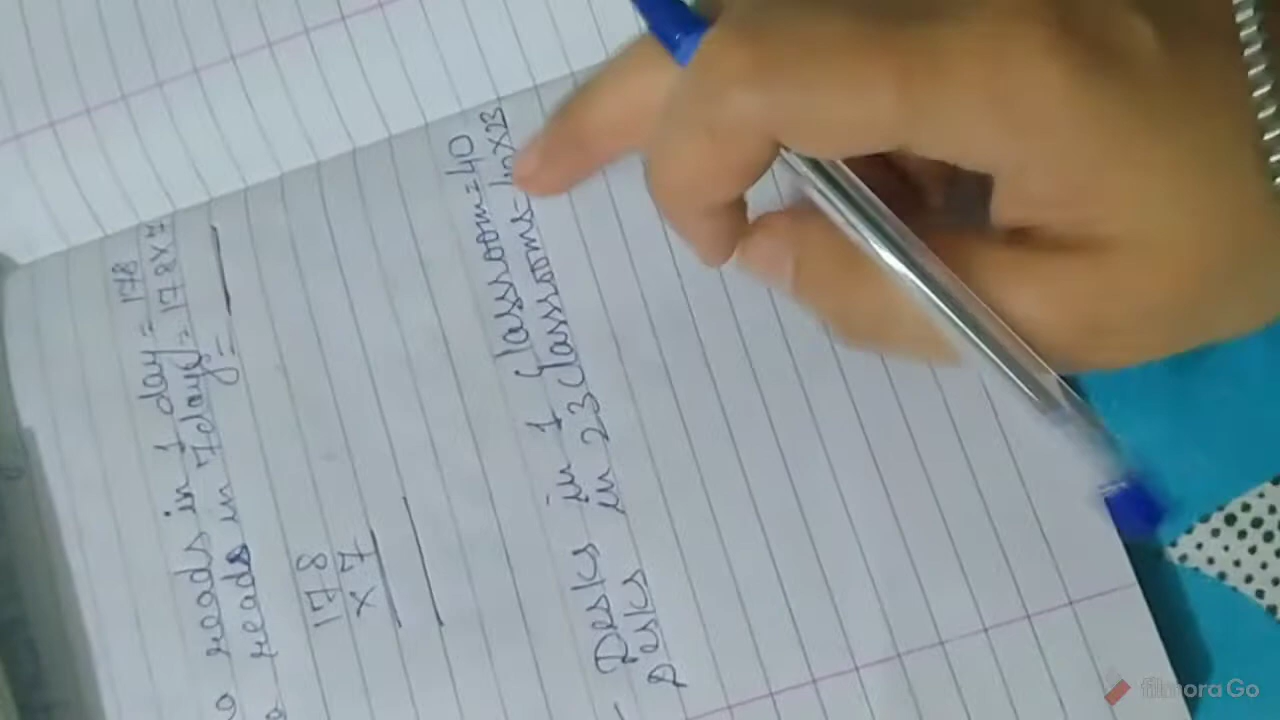 reads in 1 day = 178
reads in 7 days = 178 x 7
=
178
x 7
Desks in 1 Classroom = 40
Desks in 23 Classrooms = 40 x 23
filmora Go